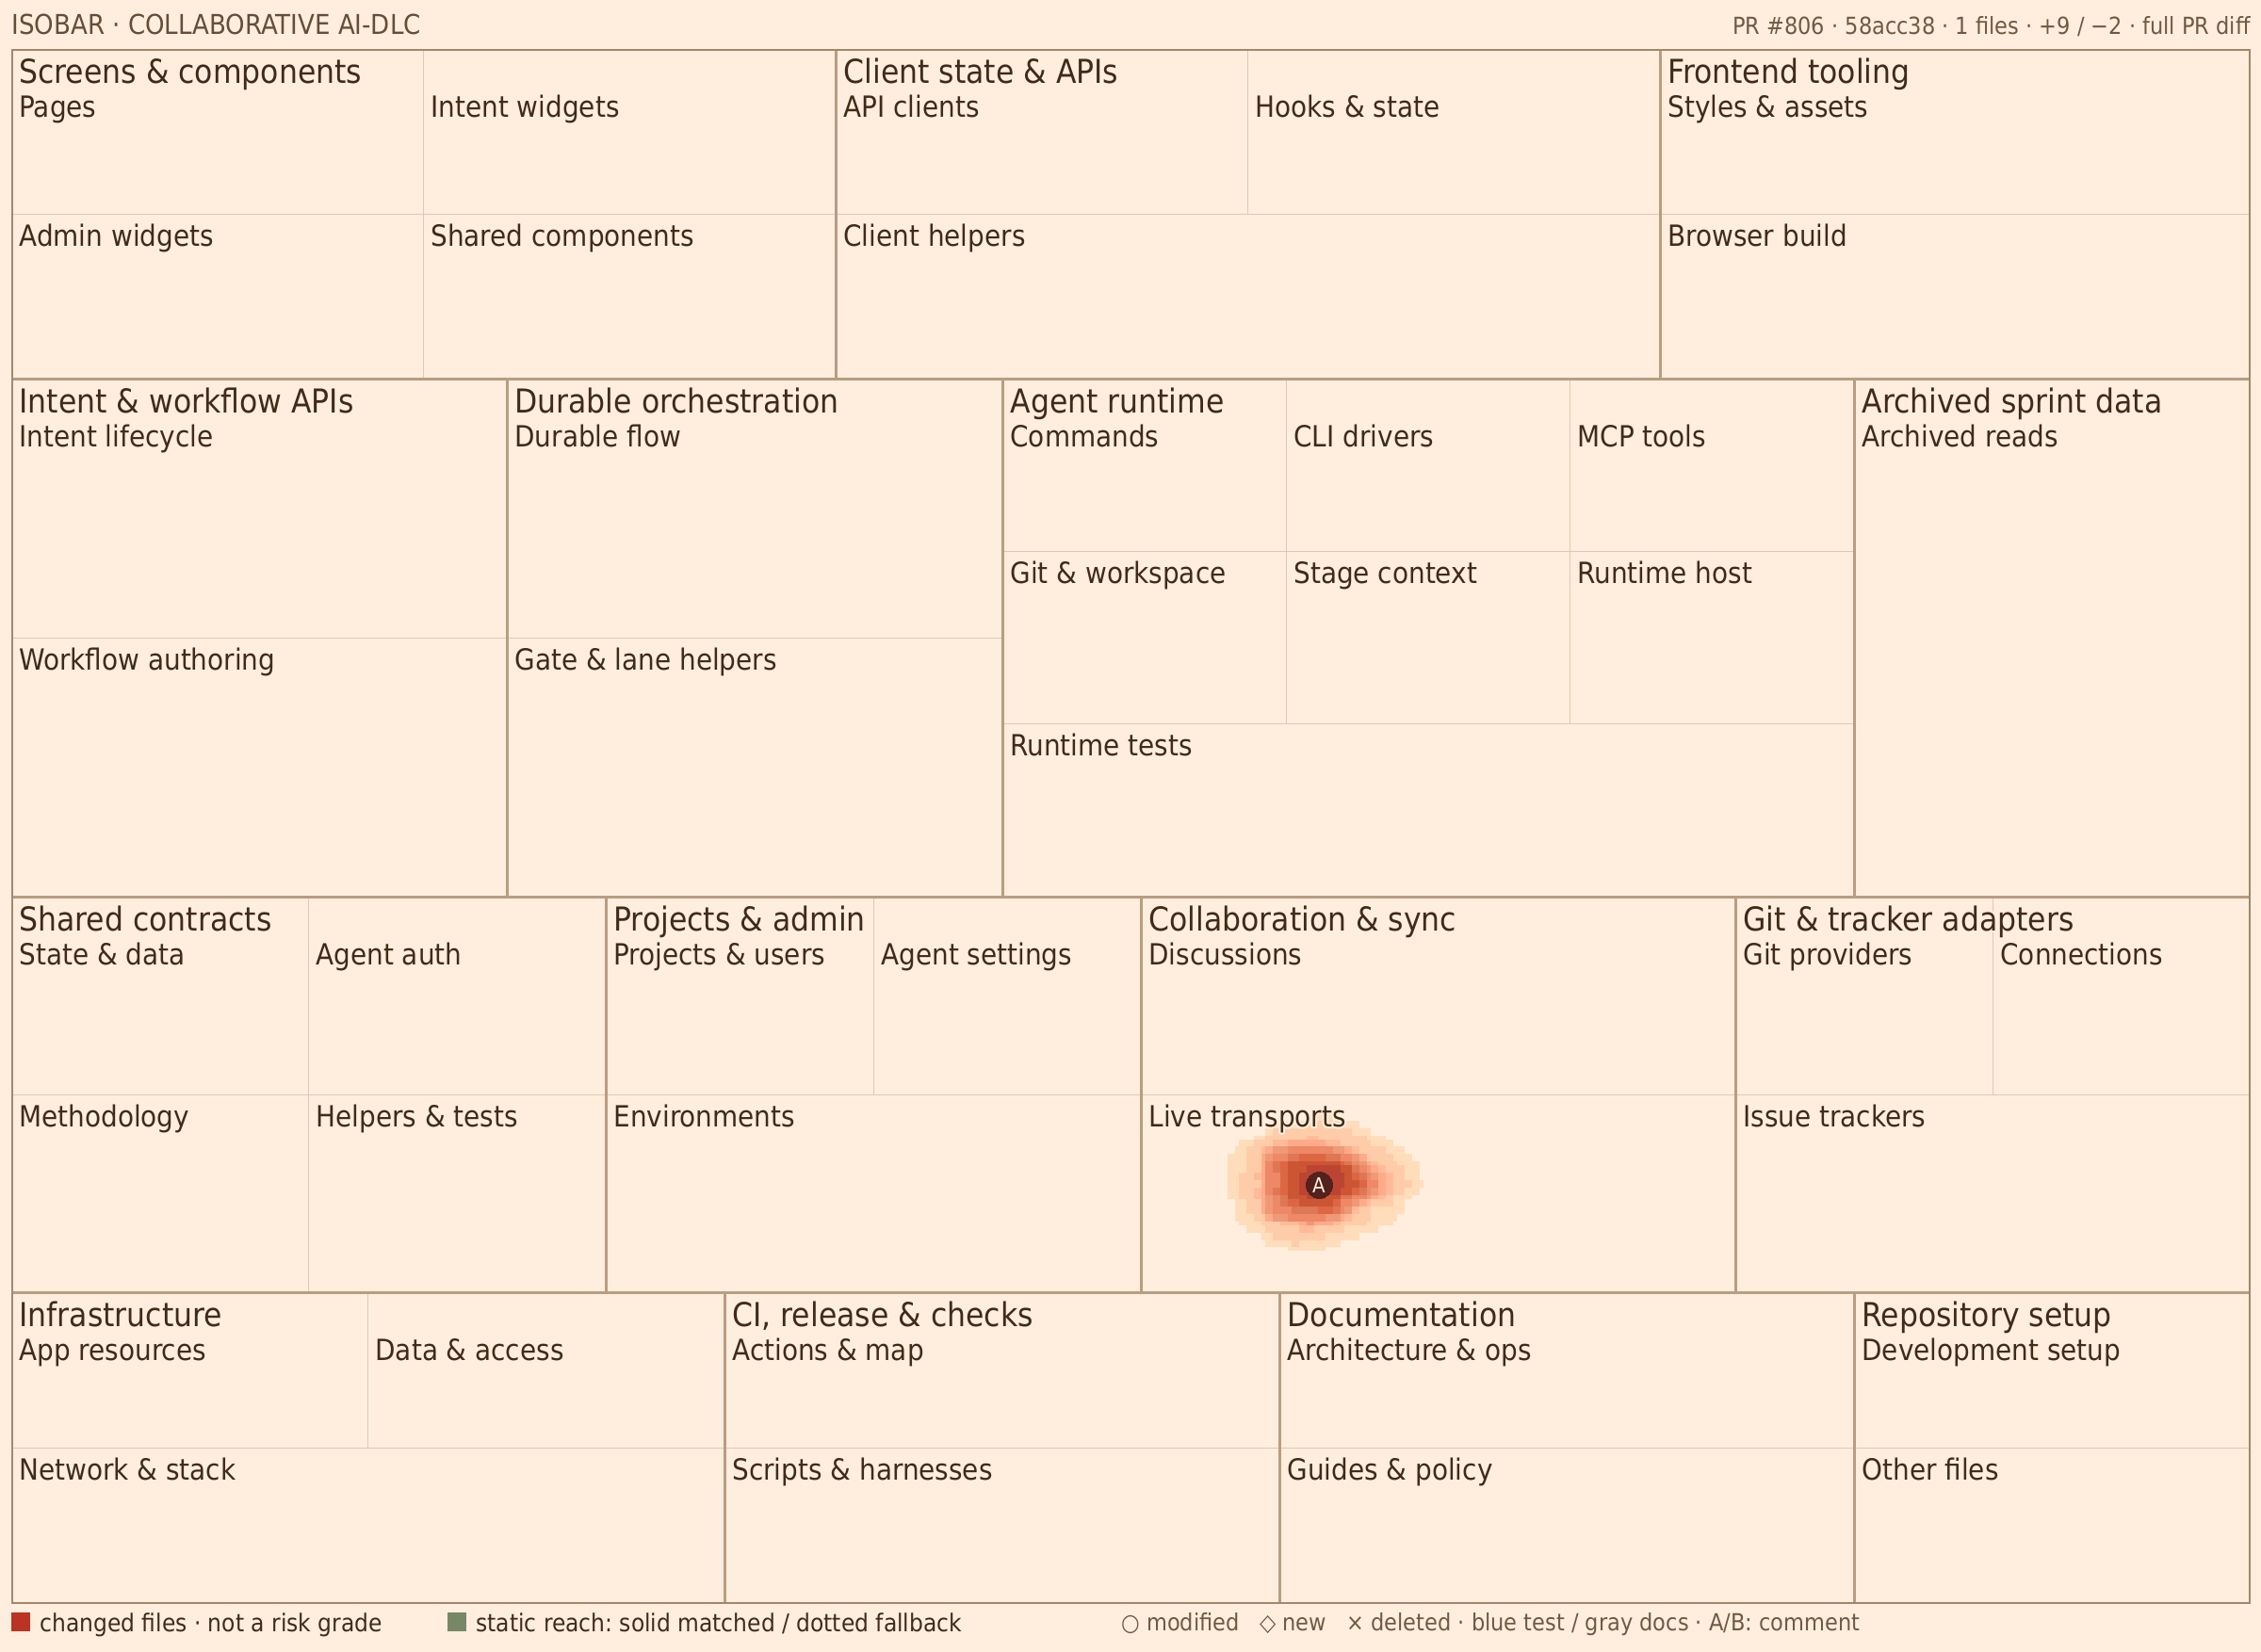 ISOBAR · COLLABORATIVE AI-DLC
PR #806 · 58acc38 · 1 files · +9 / −2 · full PR diff
Screens & components
Pages
Intent widgets
Admin widgets
Shared components
Client state & APIs
API clients
Hooks & state
Client helpers
Frontend tooling
Styles & assets
Browser build
Intent & workflow APIs
Intent lifecycle
Workflow authoring
Durable orchestration
Durable flow
Gate & lane helpers
Agent runtime
Commands
CLI drivers
MCP tools
Git & workspace
Stage context
Runtime host
Runtime tests
Archived sprint data
Archived reads
Shared contracts
State & data
Agent auth
Methodology
Helpers & tests
Projects & admin
Projects & users
Agent settings
Environments
Collaboration & sync
Discussions
Live transports
A
Git & tracker adapters
Git providers
Connections
Issue trackers
Infrastructure
App resources
Data & access
Network & stack
CI, release & checks
Actions & map
Scripts & harnesses
Documentation
Architecture & ops
Guides & policy
Repository setup
Development setup
Other files
changed files · not a risk grade
static reach: solid matched / dotted fallback
○ modified ◇ new × deleted · blue test / gray docs · A/B: comment